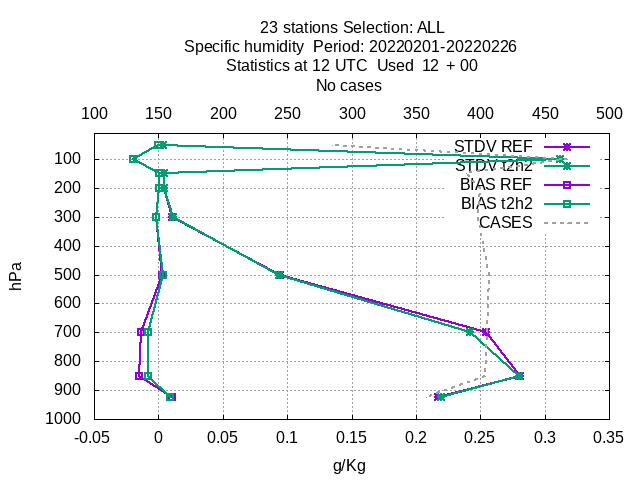 23 stations Selection: ALL
Specific humidity  Period: 20220201-20220226
Statistics at 12 UTC  Used  12  + 00
No cases
100 150 200 250 300 350 400 450 500
STDV REF
STDV t2h2
BIAS REF
BIAS t2h2
CASES
100
200
300
400
500
600
700
800
900
1000
hPa
-0.05 0 0.05 0.1 0.15 0.2 0.25 0.3 0.35
g/Kg